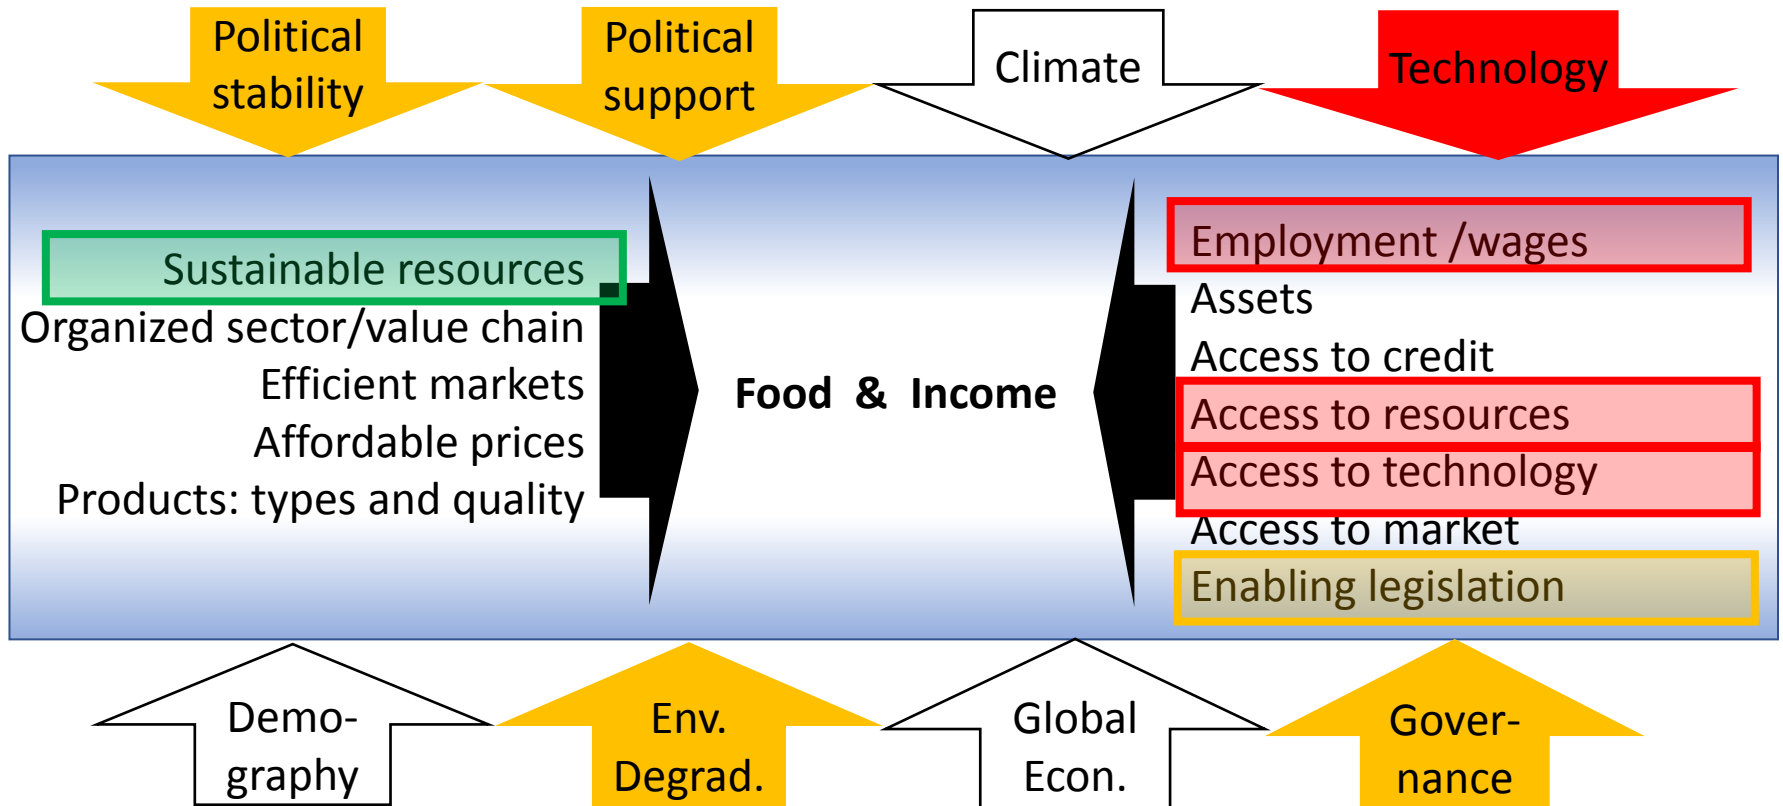 Political
stability
Political
support
Climate
Technology
Sustainable resources
Organized sector/value chain
Efficient markets
Affordable prices
Products: types and quality
Food & Income
Employment /wages
Assets
Access to credit
Access to resources
Access to technology
Access to market
Enabling legislation
Demo-
graphy
Env.
Degrad.
Global
Econ.
Gover-
nance